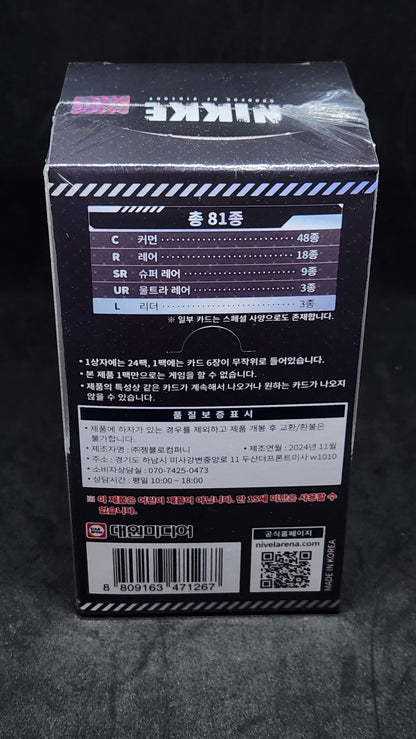 NIKKE
GODDESS OF VICTORY
총 81종
C 커먼 48종
R 레어 18종
SR 슈퍼 레어 9종
UR 울트라 레어 3종
L 리더 3종
※ 일부 카드는 스페셜 사양으로도 존재합니다.
• 1상자에는 24팩, 1팩에는 카드 6장이 무작위로 들어있습니다.
• 본 제품 1팩만으로는 게임을 할 수 없습니다.
• 제품의 특성상 같은 카드가 계속해서 나오거나 원하는 카드가 나오지
않을 수 있습니다.
품질보증표시
• 제품에 하자가 있는 경우를 제외하고 제품 개봉 후 교환/환불은
불가합니다.
• 제조자명 : ㈜젬블로컴퍼니 • 제조연월 : 2024년 11월
• 주소 : 경기도 하남시 미사강변중앙로 11 두산더프론트미사 w1010
• 소비자상담실 : 070-7425-0473
• 상담시간 : 평일 10:00 ~ 18:00
※ 이 제품은 어린이 제품이 아닙니다. 만 15세 미만은 사용할 수
없습니다.
대원미디어
공식홈페이지
nivelarena.com
8 809163 471267
MADE IN KOREA